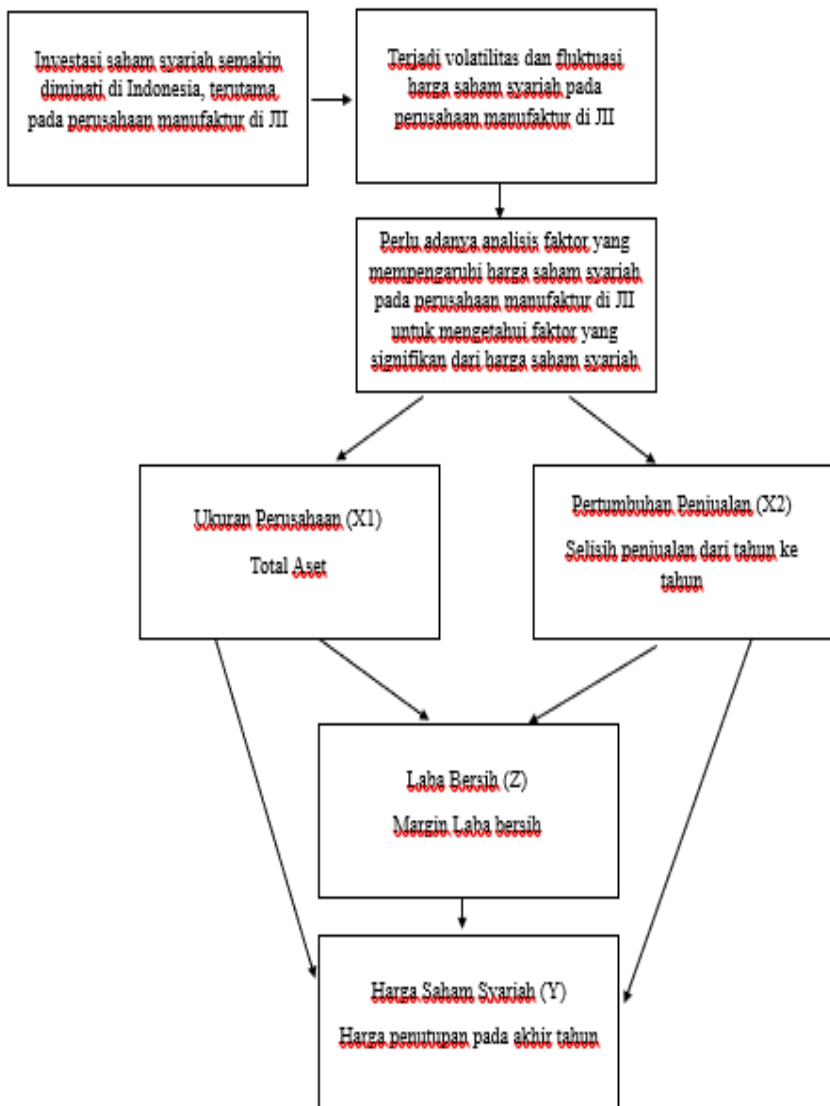 Investasi saham syariah semakin
diminati di Indonesia, terutama
pada perusahaan manufaktur di JII
Terjadi volatilitas dan fluktuasi
harga saham syariah pada
perusahaan manufaktur di JII
Perlu adanya analisis faktor yang
mempengaruhi harga saham syariah
pada perusahaan manufaktur di JII
untuk mengetahui faktor yang
signifikan dari harga saham syariah
Ukuran Perusahaan (X1)
Total Aset
Pertumbuhan Penjualan (X2)
Selisih penjualan dari tahun ke
tahun
Laba Bersih (Z)
Margin Laba bersih
Harga Saham Syariah (Y)
Harga penutupan pada akhir tahun